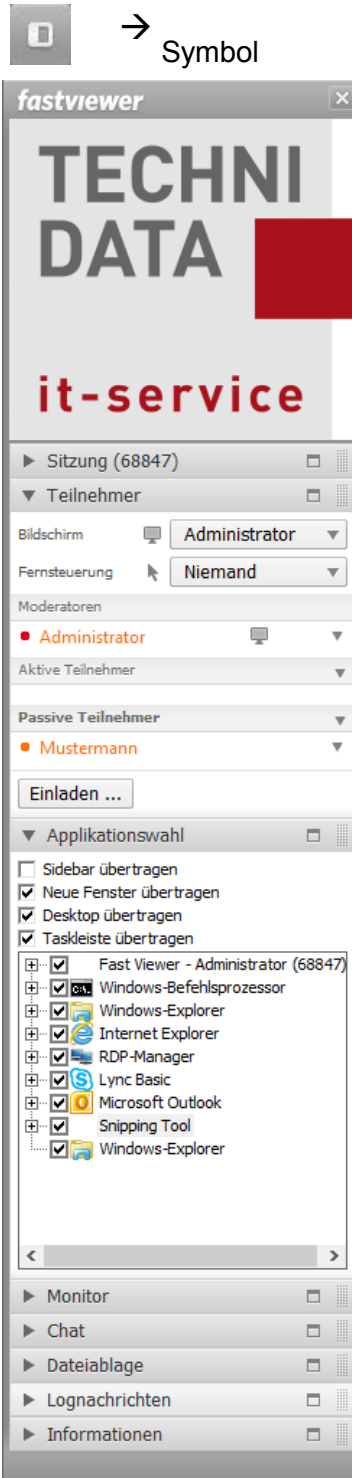 → Symbol
fastviewer
TECHNI
DATA
it-service
Sitzung (68847)
Teilnehmer
Bildschirm Administrator
Fernsteuerung Niemand
Moderatoren
Administrator
Aktive Teilnehmer
Passive Teilnehmer
Mustermann
Einladen ...
Applikationswahl
Sidebar übertragen
Neue Fenster übertragen
Desktop übertragen
Taskleiste übertragen
Fast Viewer - Administrator (68847)
Windows-Befehlsprozessor
Windows-Explorer
Internet Explorer
RDP-Manager
Lync Basic
Microsoft Outlook
Snipping Tool
Windows-Explorer
Monitor
Chat
Dateiablage
Lognachrichten
Informationen